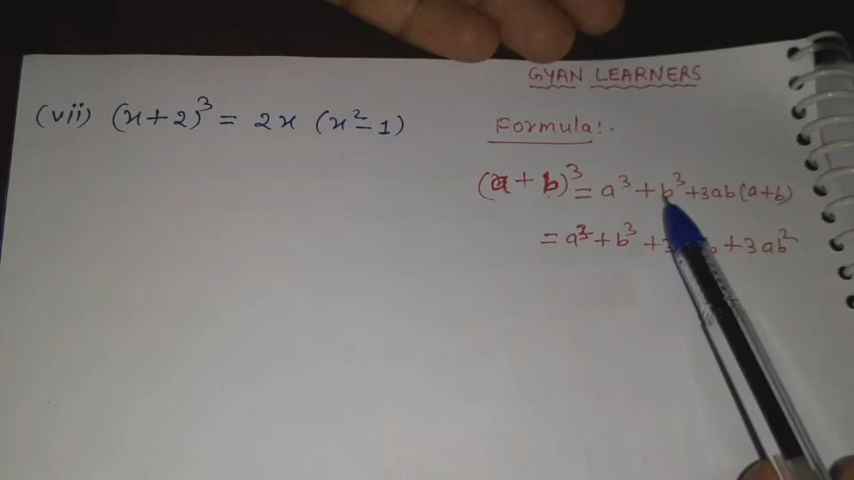 GYAN LEARNERS
(vii) (x+2)³ = 2x (x²-1)
Formula:.
(a + b)³ = a³ + b³ +3ab(a+b)
= a³ + b³ + + 3ab²